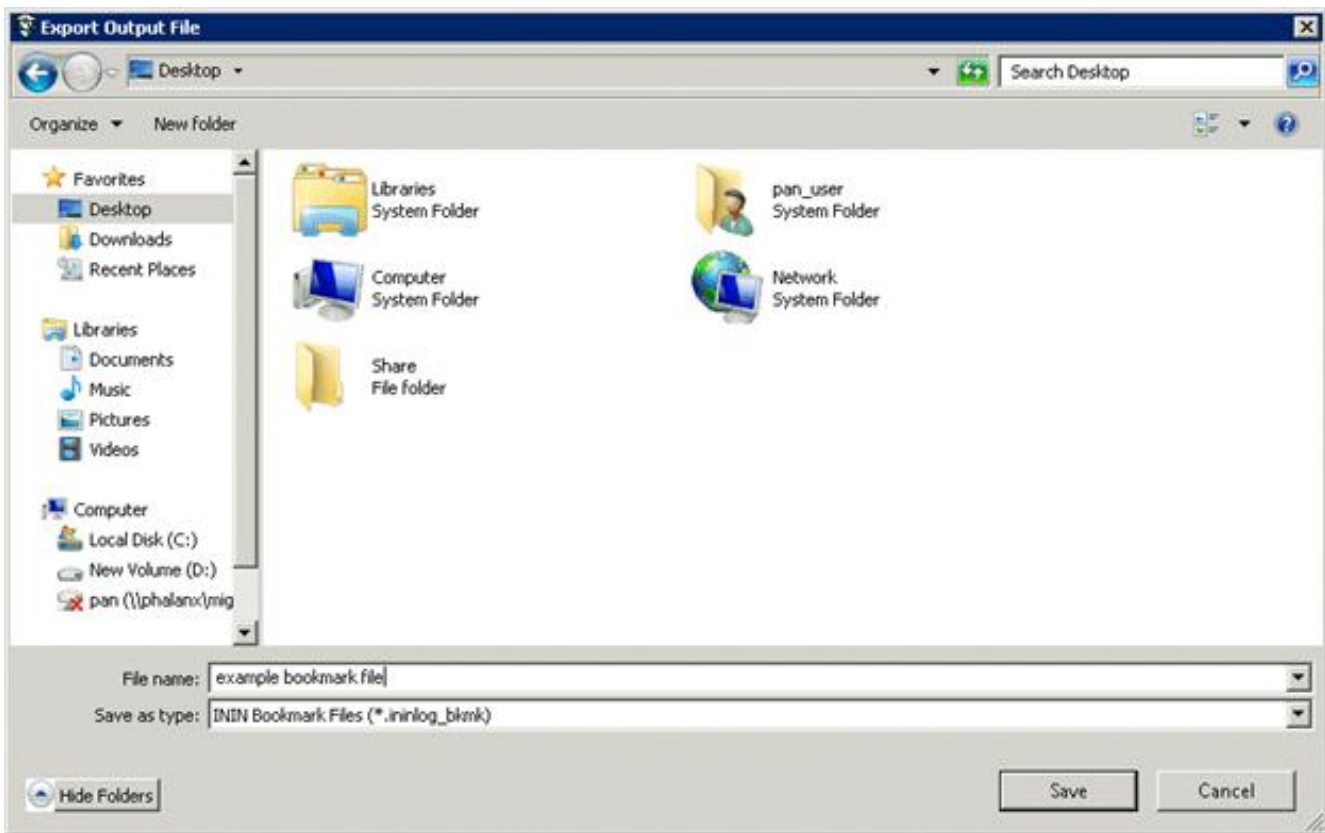 Export Output File
Desktop
Search Desktop
Organize
New folder
Favorites
Desktop
Downloads
Recent Places
Libraries
Documents
Music
Pictures
Videos
Computer
Local Disk (C:)
New Volume (D:)
pan (\\phalanx\mig
Libraries
System Folder
pan_user
System Folder
Computer
System Folder
Network
System Folder
Share
File folder
File name: example bookmark file
Save as type: ININ Bookmark Files (*.ininlog_bkmk)
Hide Folders
Save
Cancel